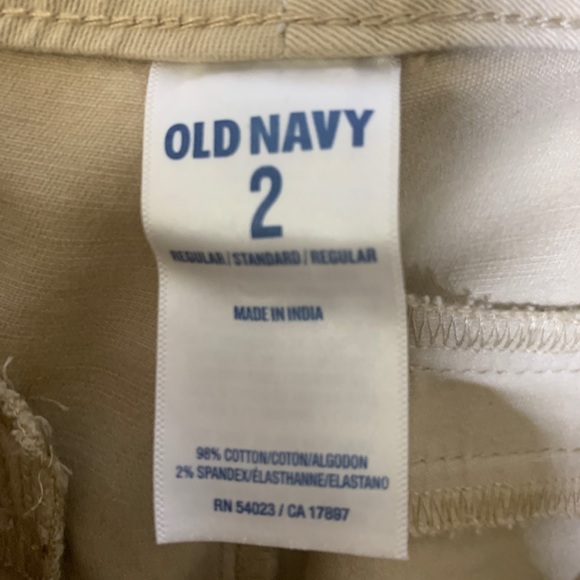 OLD NAVY
2
REGULAR / STANDARD / REGULAR
MADE IN INDIA
98% COTTON/COTON/ALGODON
2% SPANDEX/ÉLASTHANNE/ELASTANO
RN 54023 / CA 17897